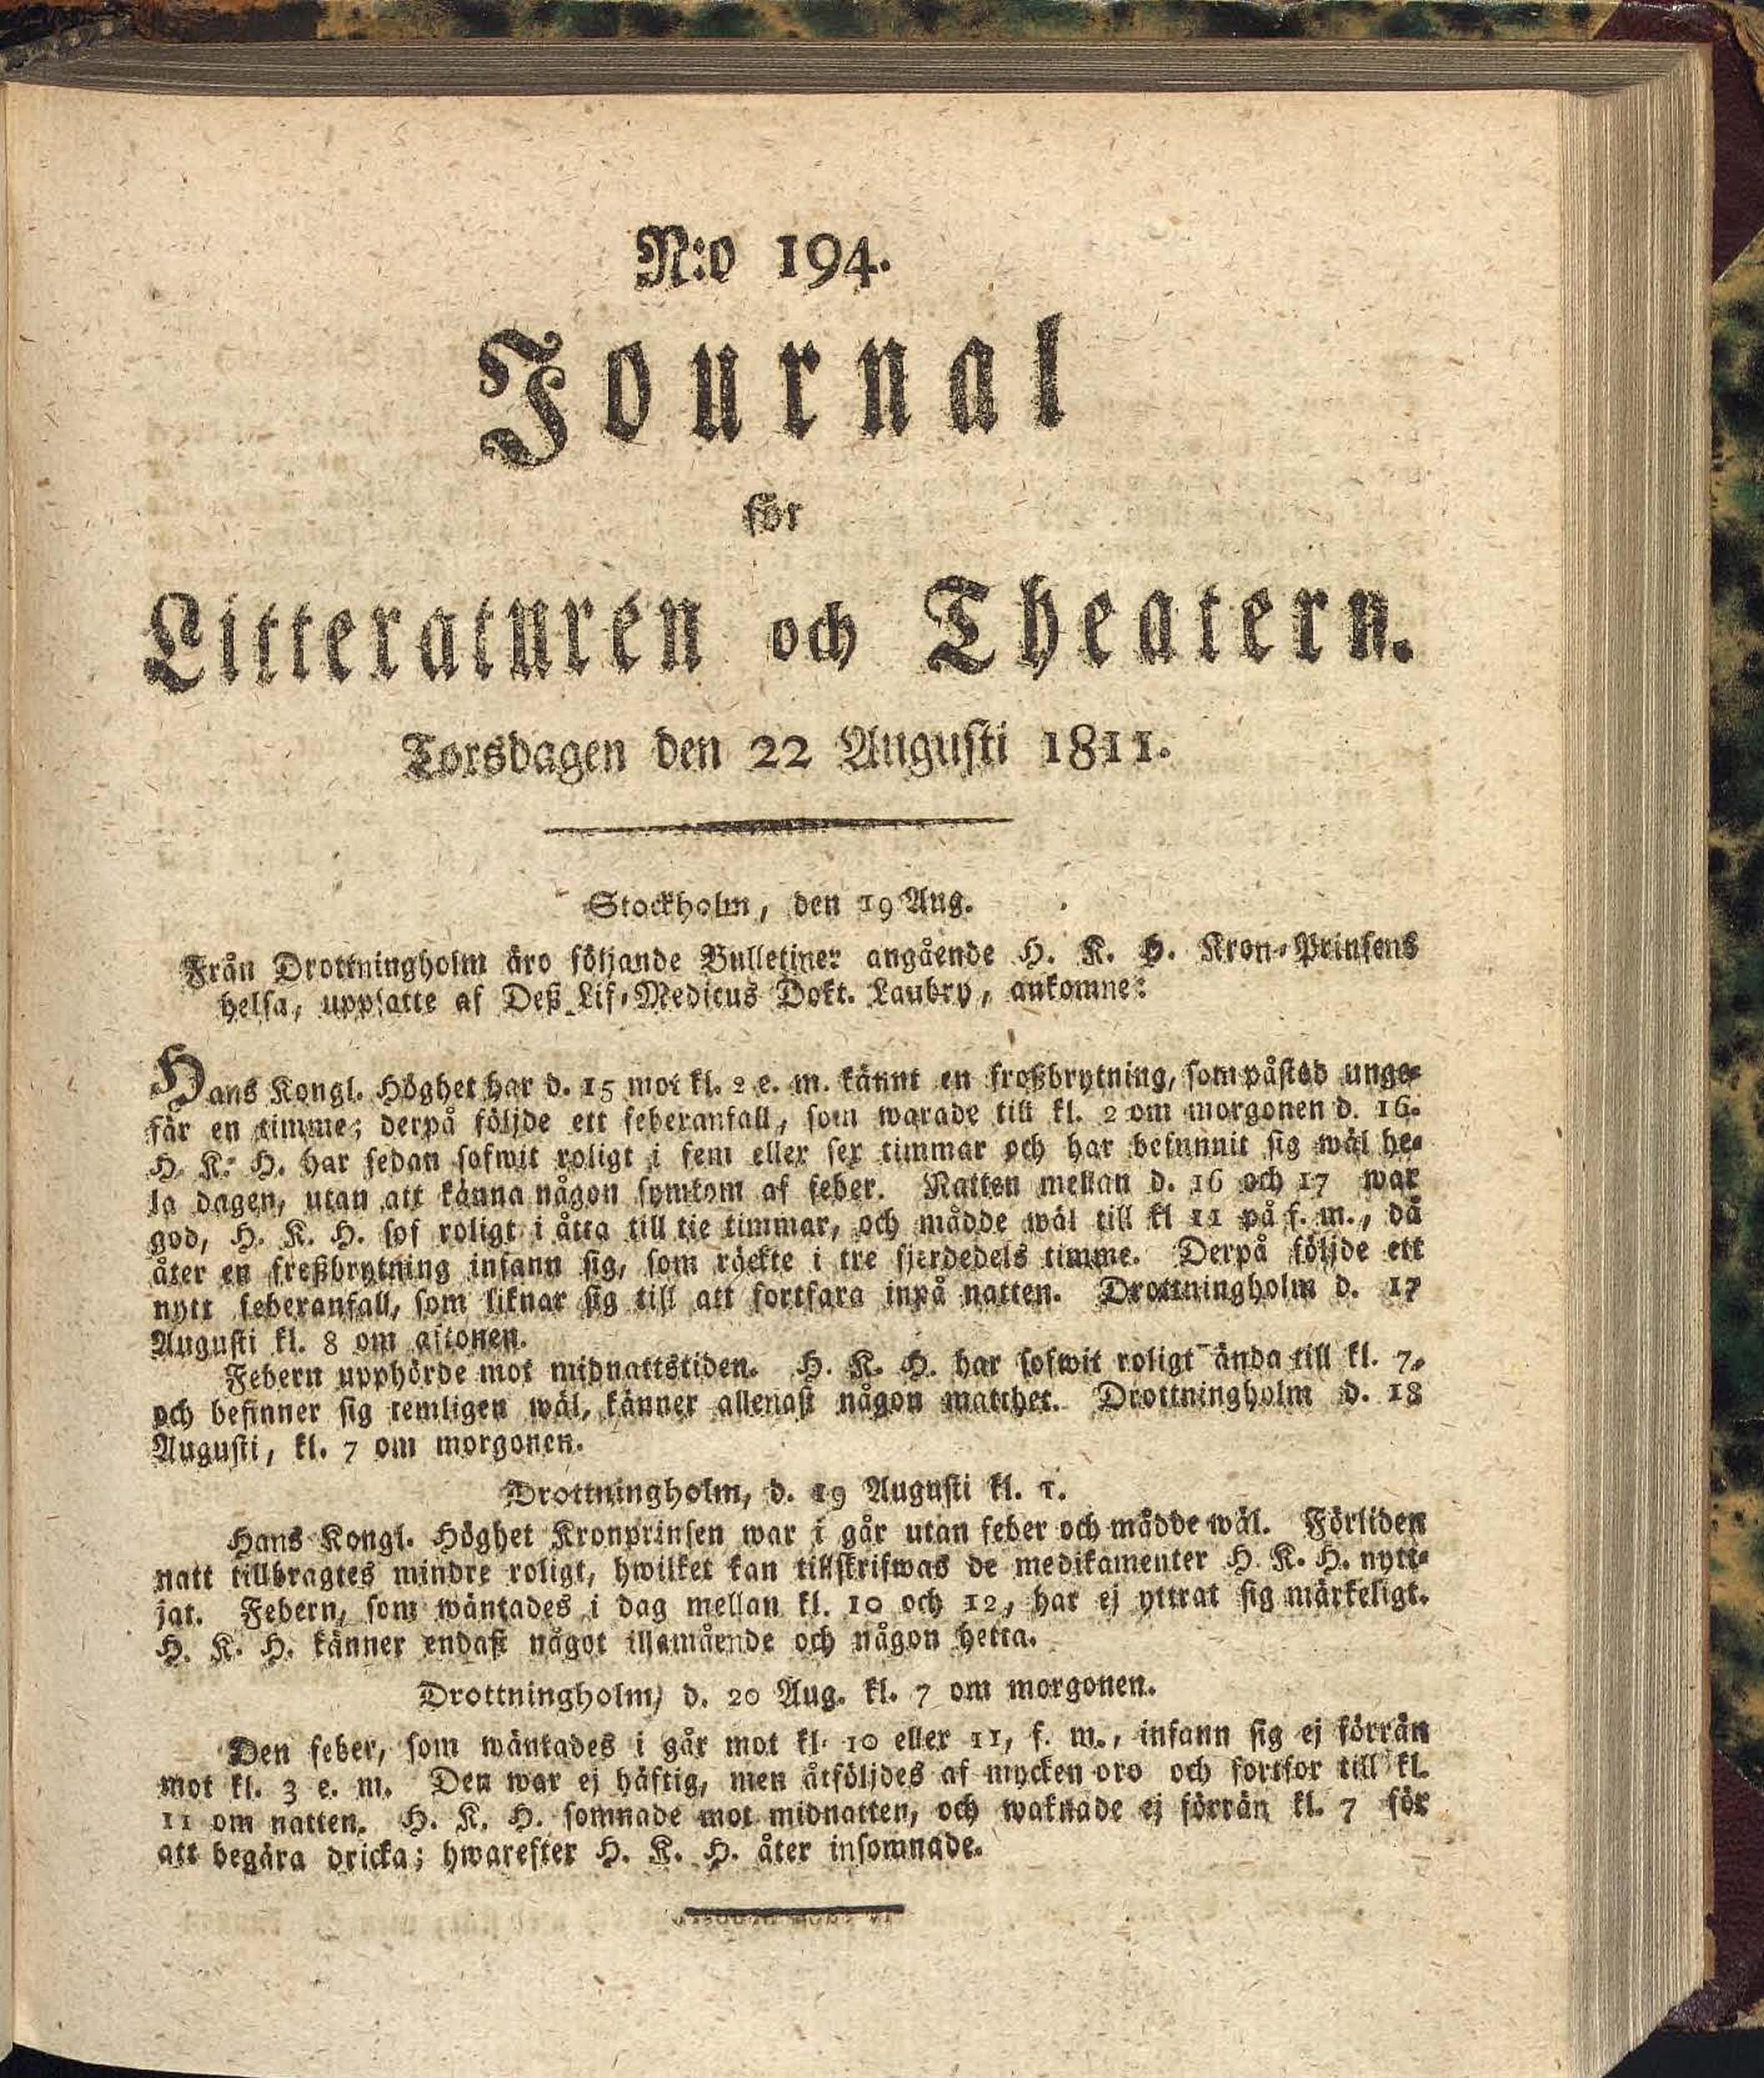 N:o 194.
Journal
för
Litteraturen och Theatern.
Torsdagen den 22 Augusti 1811.
Stockholm, den 19 Aug.
Från Drottningholm äro följande Bulletiner angående H. K. H. Kron-Prinsens
helsa, uppsatte af Deß Lif-Medicus Dokt. Laubry, ankomne:
Hans Kongl. Höghet har d. 15 mot kl. 2 e. m. kännt en froßbrytning, som påstod unge-
fär en timme; derpå följde ett feberanfall, som warade till kl. 2 om morgonen d. 16.
H. K. H. har sedan sofwit roligt i fem eller sex timmar och har befunnit sig wäl he-
la dagen, utan att känna någon symtom af feber. Natten mellan d. 16 och 17 war
god, H. K. H. sof roligt i åtta till tie timmar, och mådde wäl till kl 11 på f. m., då
åter en freßbrytning infann sig, som räckte i tre fjerdedels timme. Derpå följde ett
nytt feberanfall, som liknar sig till att fortfara inpå natten. Drottningholm d. 17
Augusti kl. 8 om aftonen.
Febern upphörde mot midnattstiden. H. K. H. har sofwit roligt ända till kl. 7,
och befinner sig temligen wäl, känner allenast någon matthet. Drottningholm d. 18
Augusti, kl. 7 om morgonen.
Drottningholm, d. 19 Augusti kl. 1.
Hans Kongl. Höghet Kronprinsen war i går utan feber och mådde wäl. Förliden
natt tillbragtes mindre roligt, hwilket kan tillskrifwas de medikamenter H. K. H. nytt-
jat. Febern, som wäntades i dag mellan kl. 10 och 12, har ej yttrat sig märkeligt.
H. K. H. känner endast något illamående och någon hetta.
Drottningholm, d. 20 Aug. kl. 7 om morgonen.
Den feber, som wäntades i går mot kl. 10 eller 11, f. m., infann sig ej förrän
mot kl. 3 e. m. Den war ej häftig, men åtföljdes af mycken oro och fortfor till kl.
11 om natten. H. K. H. somnade mot midnatten, och waknade ej förrän kl. 7 för
att begära dricka; hwarefter H. K. H. åter insomnade.